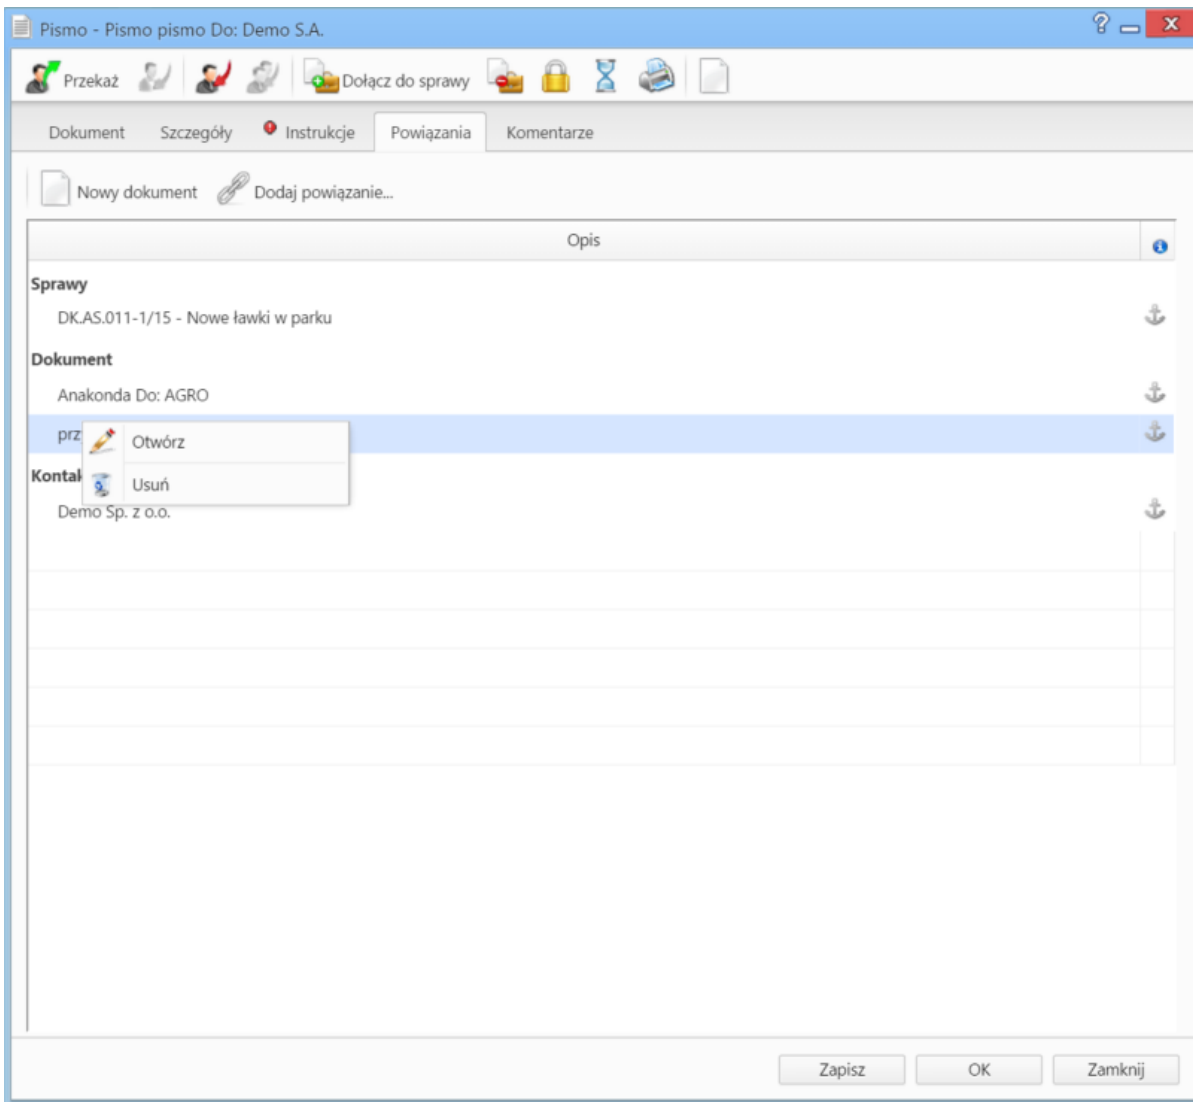 Pismo - Pismo pismo Do: Demo S.A.
Przekaż Dołącz do sprawy
Dokument Szczegóły Instrukcje Powiązania Komentarze
Nowy dokument Dodaj powiązanie...
Opis
Sprawy
DK.AS.011-1/15 - Nowe ławki w parku
Dokument
Anakonda Do: AGRO
Otwórz
Usuń
Demo Sp. z o.o.
Zapisz OK Zamknij